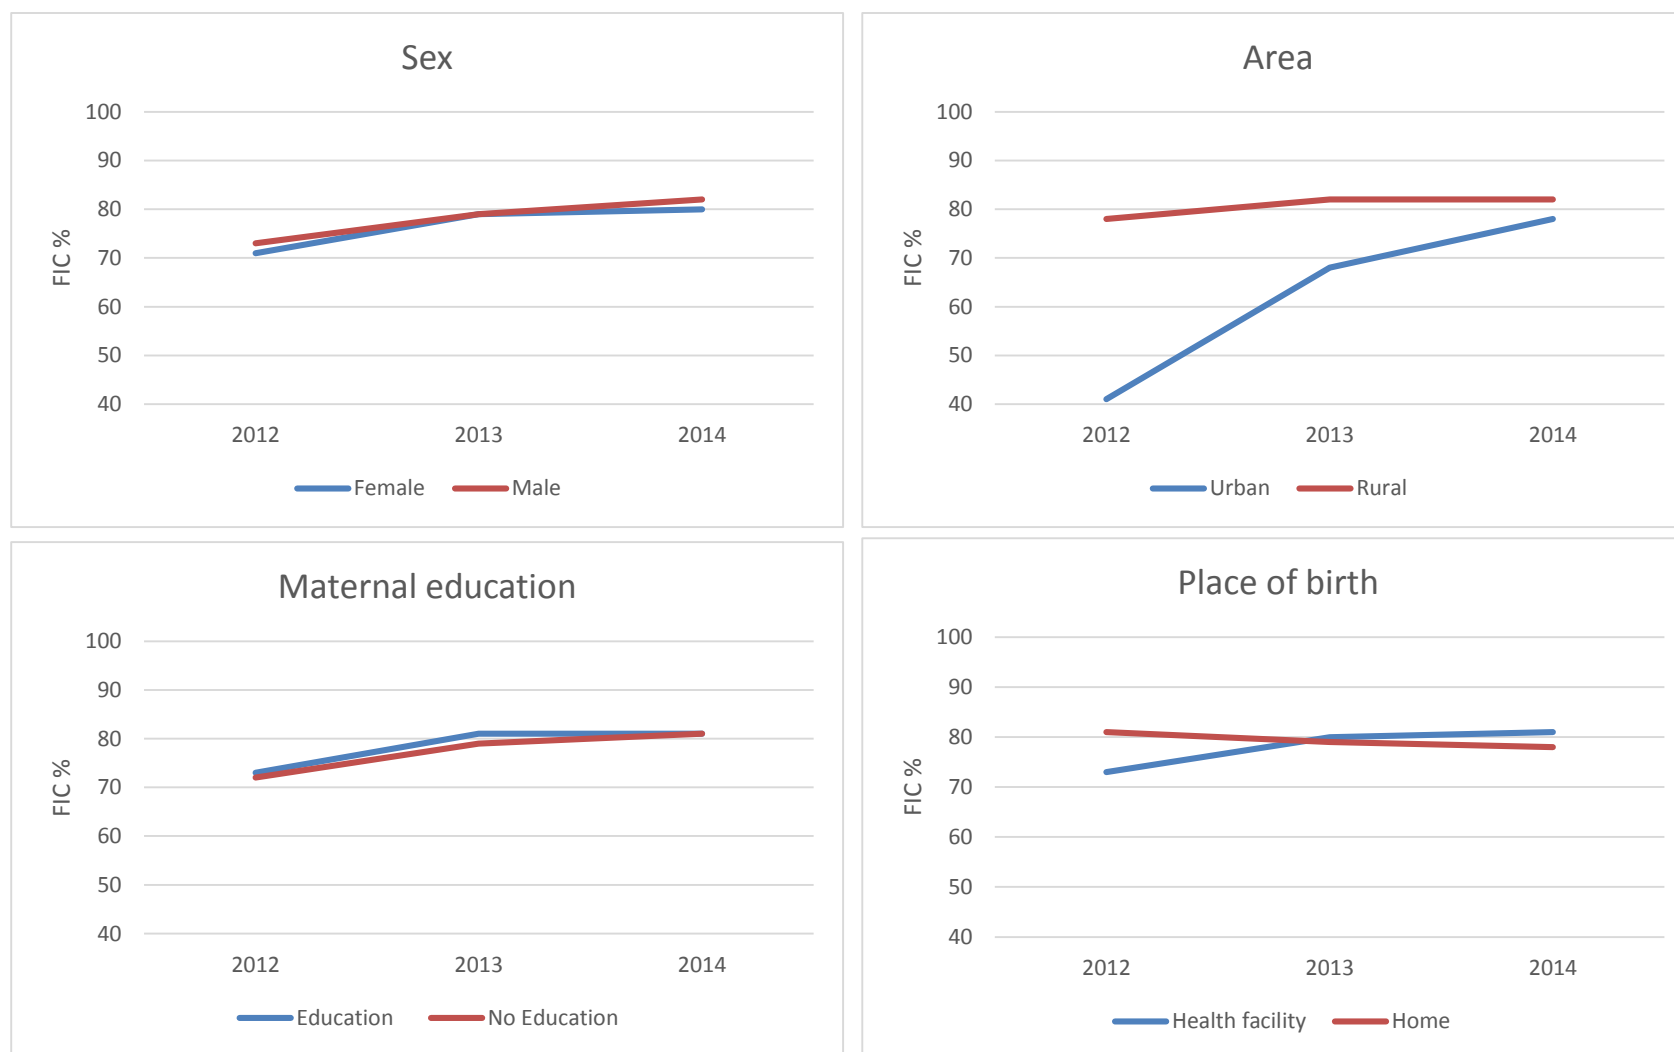 Sex
100
90
80
70
60
50
40
FIC %
2012 2013 2014
Female Male
Area
100
90
80
70
60
50
40
FIC %
2012 2013 2014
Urban Rural
Maternal education
100
90
80
70
60
50
40
FIC %
2012 2013 2014
Education No Education
Place of birth
100
90
80
70
60
50
40
FIC %
2012 2013 2014
Health facility Home